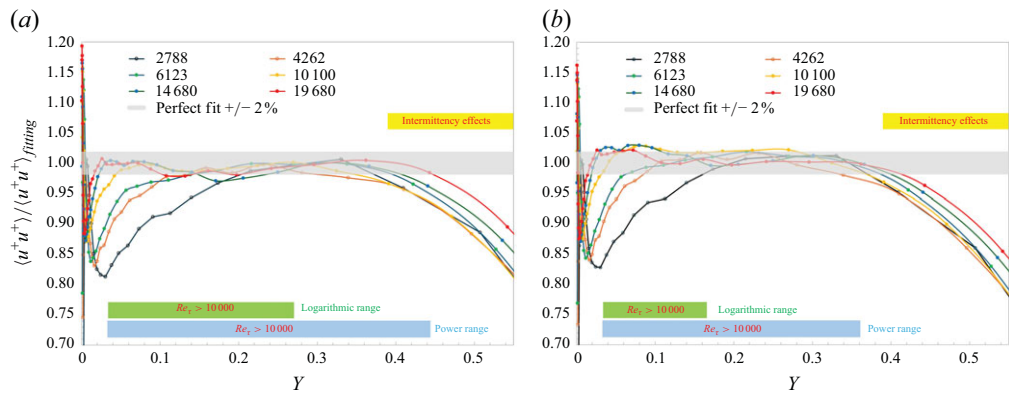 (a)
1.20
1.15
1.10
1.05
1.00
0.95
0.90
0.85
0.80
0.75
0.70
⟨u⁺u⁺⟩/⟨u⁺u⁺⟩fitting
2788 4262
6123 10 100
14 680 19 680
Perfect fit +/− 2 %
Intermittency effects
Reτ > 10 000 Logarithmic range
Reτ > 10 000 Power range
0 0.1 0.2 0.3 0.4 0.5
Y
(b)
1.20
1.15
1.10
1.05
1.00
0.95
0.90
0.85
0.80
0.75
0.70
2788 4262
6123 10 100
14 680 19 680
Perfect fit +/− 2 %
Intermittency effects
Reτ > 10 000 Logarithmic range
Reτ > 10 000 Power range
0 0.1 0.2 0.3 0.4 0.5
Y